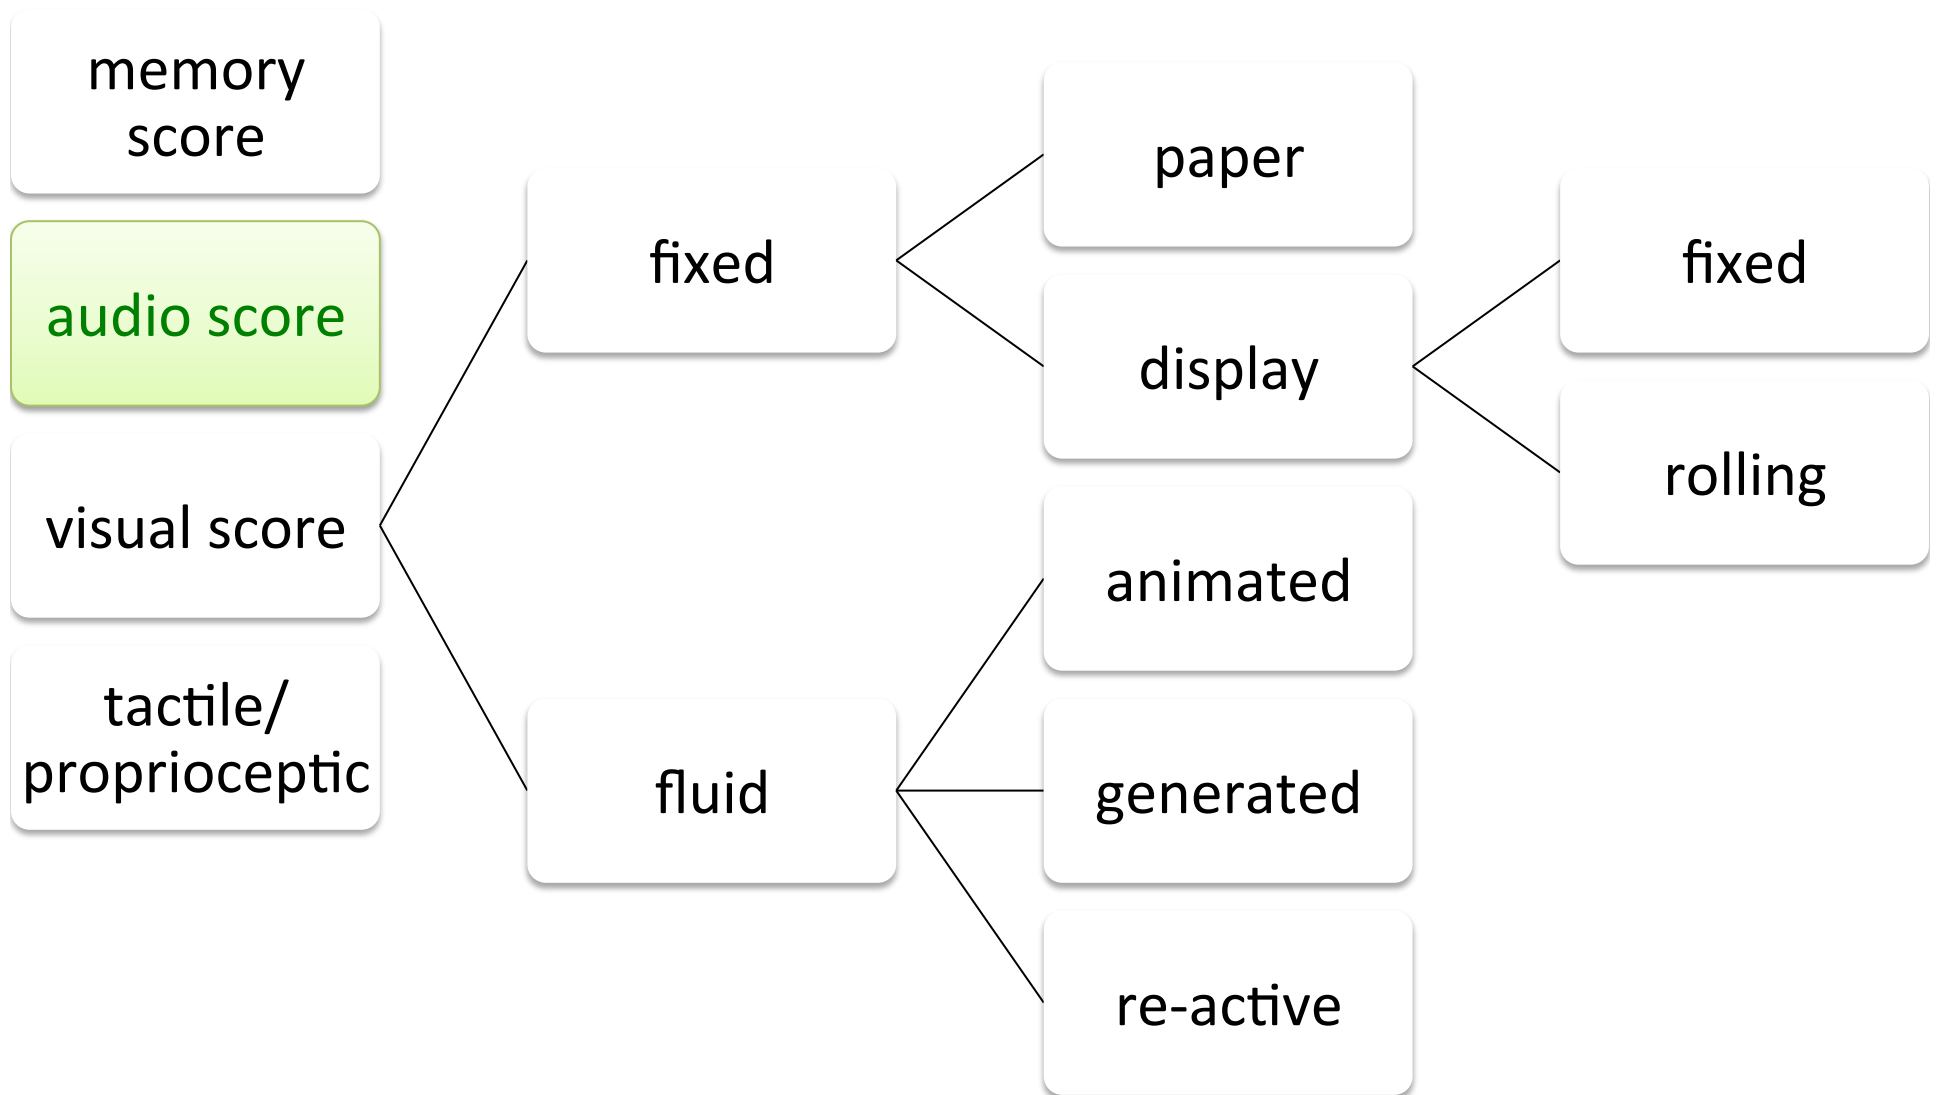 memory
score
audio score
visual score
tactile/
proprioceptic
fixed
fluid
paper
display
animated
generated
re-active
fixed
rolling